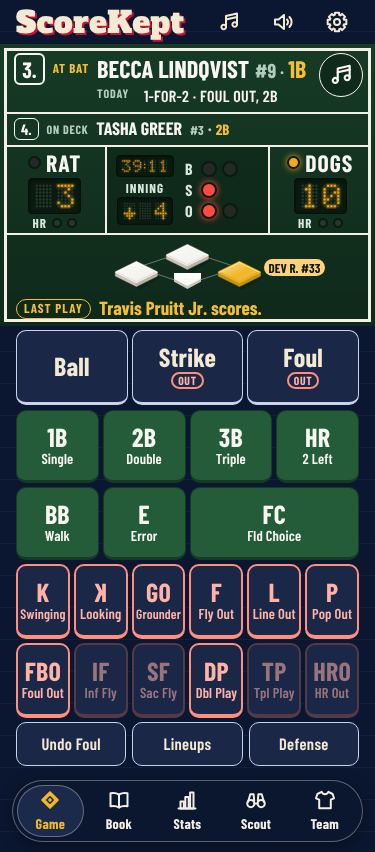 ScoreKept
3. AT BAT BECCA LINDQVIST #9 · 1B
TODAY 1-FOR-2 · FOUL OUT, 2B
4. ON DECK TASHA GREER #3 · 2B
RAT 39:11 B DOGS
3 INNING S 10
HR 4 O HR
DEV R. #33
LAST PLAY Travis Pruitt Jr. scores.
Ball Strike Foul
OUT OUT
1B 2B 3B HR
Single Double Triple 2 Left
BB E FC
Walk Error Fld Choice
K ꓘ GO F L P
Swinging Looking Grounder Fly Out Line Out Pop Out
FBO IF SF DP TP HRO
Foul Out Inf Fly Sac Fly Dbl Play Tpl Play HR Out
Undo Foul Lineups Defense
Game Book Stats Scout Team